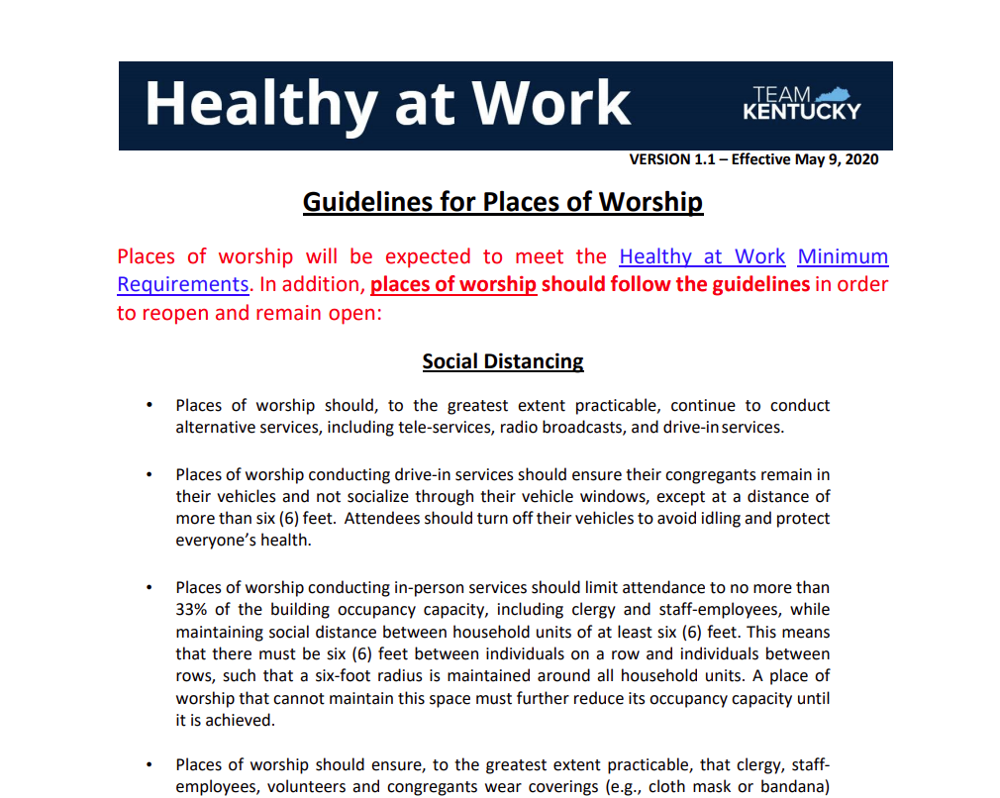 Healthy at Work
TEAM
KENTUCKY
VERSION 1.1 – Effective May 9, 2020
Guidelines for Places of Worship
Places of worship will be expected to meet the Healthy at Work Minimum
Requirements. In addition, places of worship should follow the guidelines in order
to reopen and remain open:
Social Distancing
• Places of worship should, to the greatest extent practicable, continue to conduct
alternative services, including tele-services, radio broadcasts, and drive-in services.
• Places of worship conducting drive-in services should ensure their congregants remain in
their vehicles and not socialize through their vehicle windows, except at a distance of
more than six (6) feet. Attendees should turn off their vehicles to avoid idling and protect
everyone’s health.
• Places of worship conducting in-person services should limit attendance to no more than
33% of the building occupancy capacity, including clergy and staff-employees, while
maintaining social distance between household units of at least six (6) feet. This means
that there must be six (6) feet between individuals on a row and individuals between
rows, such that a six-foot radius is maintained around all household units. A place of
worship that cannot maintain this space must further reduce its occupancy capacity until
it is achieved.
• Places of worship should ensure, to the greatest extent practicable, that clergy, staff-
employees, volunteers and congregants wear coverings (e.g., cloth mask or bandana)